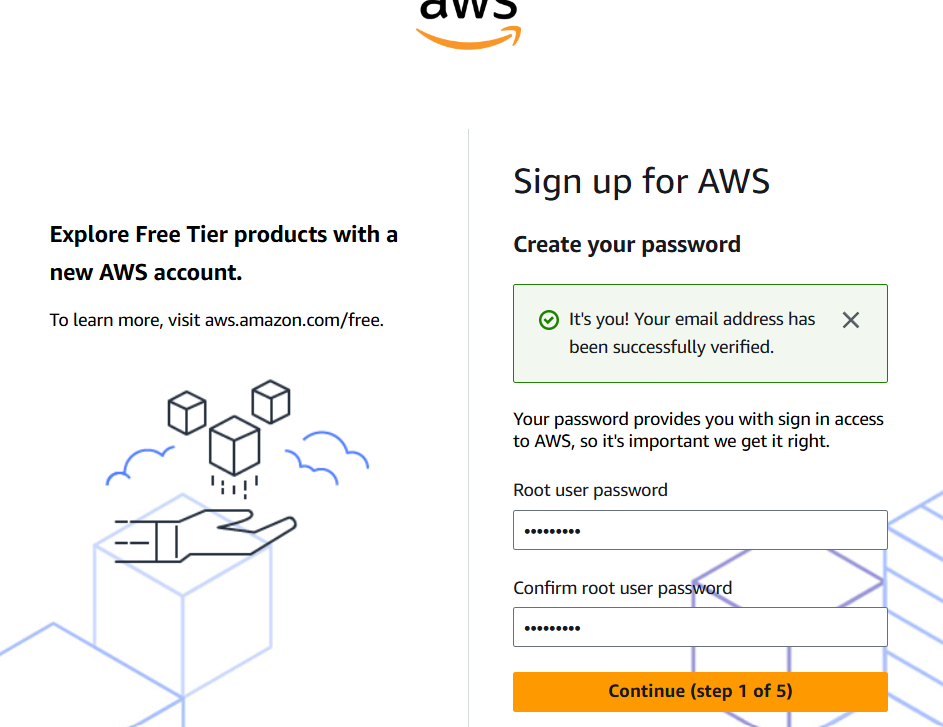 aws
Explore Free Tier products with a
new AWS account.
To learn more, visit aws.amazon.com/free.
Sign up for AWS
Create your password
It's you! Your email address has
been successfully verified.
Your password provides you with sign in access
to AWS, so it's important we get it right.
Root user password
•••••••••
Confirm root user password
•••••••••
Continue (step 1 of 5)